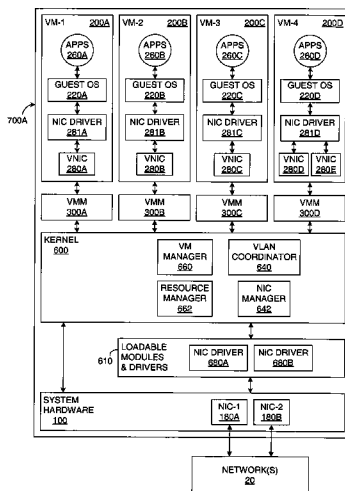 VM-1 200A VM-2 200B VM-3 200C VM-4 200D
APPS APPS APPS APPS
260A 260B 260C 260D
GUEST OS GUEST OS GUEST OS GUEST OS
220A 220B 220C 220D
700A
NIC DRIVER NIC DRIVER NIC DRIVER NIC DRIVER
281A 281B 281C 281D
VNIC VNIC VNIC VNIC VNIC
280A 280B 280C 280D 280E
VMM VMM VMM VMM
300A 300B 300C 300D
KERNEL
600
VM MANAGER VLAN COORDINATOR
660 640
RESOURCE MANAGER NIC MANAGER
662 642
610
LOADABLE MODULES & DRIVERS
NIC DRIVER NIC DRIVER
680A 680B
SYSTEM HARDWARE
100
NIC-1 NIC-2
180A 180B
NETWORK(S)
20